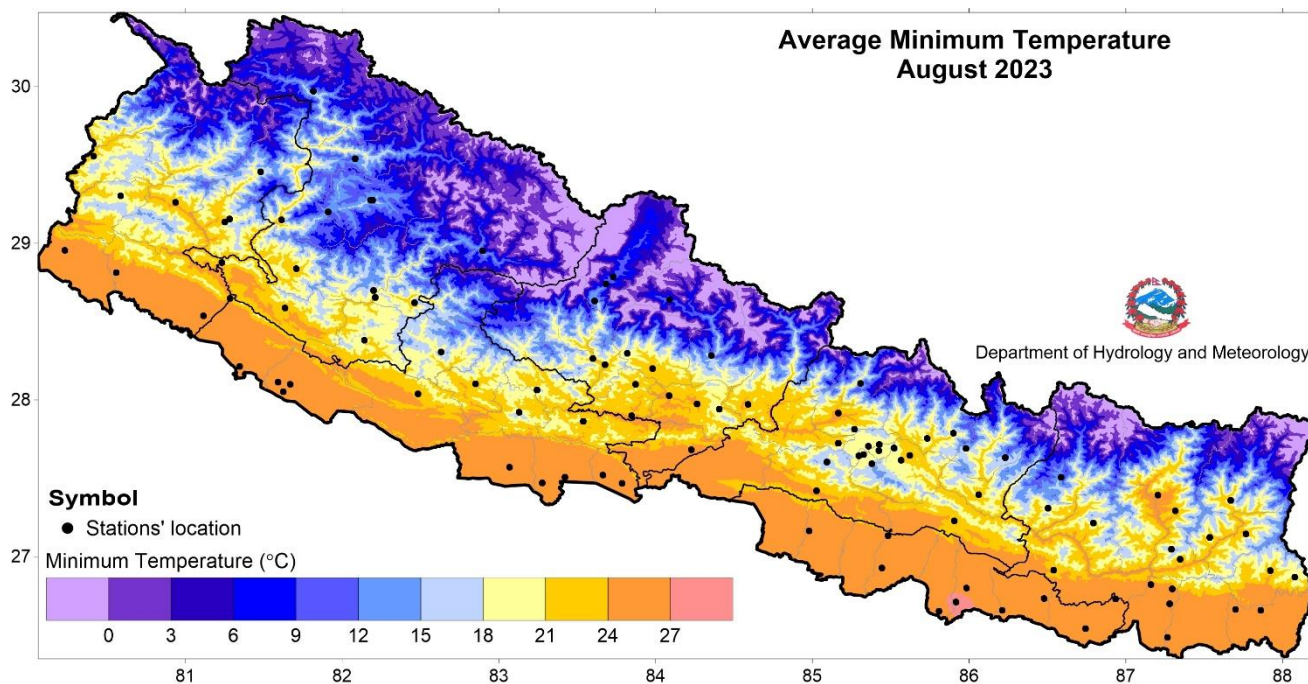 Average Minimum Temperature
August 2023
30
29
28
27
Department of Hydrology and Meteorology
Symbol
Stations' location
Minimum Temperature (°C)
0 3 6 9 12 15 18 21 24 27
81 82 83 84 85 86 87 88